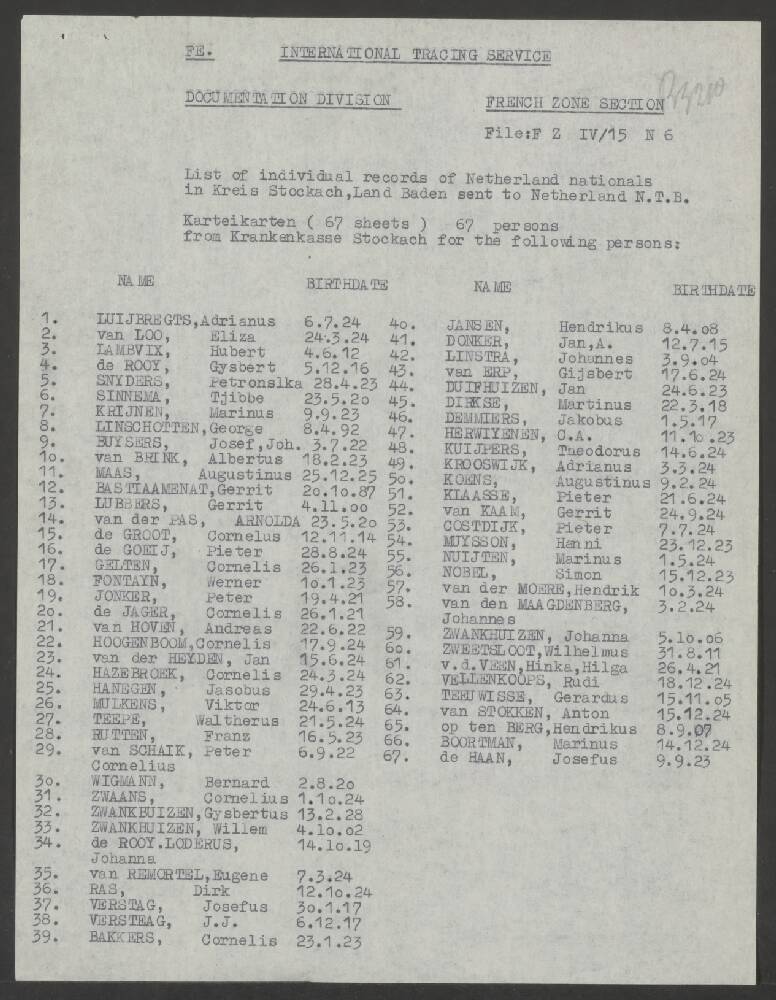 FE. INTERNATIONAL TRACING SERVICE
DOCUMENTATION DIVISION FRENCH ZONE SECTION
File:F Z IV/15 N 6
List of individual records of Netherland nationals
in Kreis Stockach,Land Baden sent to Netherland N.T.B.
Karteikarten ( 67 sheets ) 67 persons
from Krankenkasse Stockach for the following persons:
NAME BIRTHDATE
1. LUIJBREGTS,Adrianus 6.7.24
2. van LOO, Eliza 24.3.24
3. LAMBVIX, Hubert 4.6.12
4. de ROOY, Gysbert 5.12.16
5. SNYDERS, Petronslka 28.4.23
6. SINNEMA, Tjibbe 23.5.2o
7. KRIJNEN, Marinus 9.9.23
8. LINSCHOTTEN,George 8.4.92
9. BUYSERS, Josef,Joh. 3.7.22
1o. van BRINK, Albertus 18.2.23
11. MAAS, Augustinus 25.12.25
12. BASTIAAMENAT,Gerrit 2o.1o.87
13. LUBBERS, Gerrit 4.11.oo
14. van der PAS, ARNOLDA 23.5.2o
15. de GROOT, Cornelus 12.11.14
16. de GOEIJ, Pieter 28.8.24
17. GELTEN, Cornelis 26.1.23
18. FONTAYN, Werner 1o.1.23
19. JONKER, Peter 19.4.21
2o. de JAGER, Cornelis 26.1.21
21. van HOVEN, Andreas 22.6.22
22. HOOGENBOOM,Cornelis 17.9.24
23. van der HEYDEN, Jan 15.6.24
24. HAZEBROEK, Cornelis 24.3.24
25. HANEGEN, Jasobus 29.4.23
26. MULKENS, Viktor 24.6.13
27. TEEPE, Waltherus 21.5.24
28. RUTTEN, Franz 16.5.23
29. van SCHAIK, Peter 6.9.22
Cornelius
3o. WIGMANN, Bernard 2.8.2o
31. ZWAANS, Cornelius 1.1o.24
32. ZWANKBUIZEN,Gysbertus 13.2.28
33. ZWANKHUIZEN, Willem 4.1o.o2
34. de ROOY.LODERUS, 14.1o.19
Johanna
35. van REMORTEL,Eugene 7.3.24
36. RAS, Dirk 12.1o.24
37. VERSTAG, Josefus 3o.1.17
38. VERSTEAG, J.J. 6.12.17
39. BAKKERS, Cornelis 23.1.23
NAME BIRTHDATE
4o. JANSEN, Hendrikus 8.4.o8
41. DONKER, Jan,A. 12.7.15
42. LINSTRA, Johannes 3.9.o4
43. van ERP, Gijsbert 17.6.24
44. DUIFHUIZEN, Jan 24.6.23
45. DIRKSE, Martinus 22.3.18
46. DEMMIERS, Jakobus 1.5.17
47. HERWIYENEN, C.A. 11.1o.23
48. KUIJPERS, Theodorus 14.6.24
49. KROOSWIJK, Adrianus 3.3.24
5o. KOENS, Augustinus 9.2.24
51. KLAASSE, Pieter 21.6.24
52. van KAAM, Gerrit 24.9.24
53. COSTDIJK, Pieter 7.7.24
54. MUYSSON, Hanni 23.12.23
55. NUIJTEN, Marinus 1.5.24
56. NOBEL, Simon 15.12.23
57. van der MOERE,Hendrik 1o.3.24
58. van den MAAGDENBERG, 3.2.24
Johannes
59. ZWANKHUIZEN, Johanna 5.1o.o6
6o. ZWEETSLOOT,Wilhelmus 31.8.11
61. v.d.VEEN,Hinka,Hilga 26.4.21
62. VELLENKOOPS, Rudi 18.12.24
63. TEEUWISSE, Gerardus 15.11.o5
64. van STOKKEN, Anton 15.12.24
65. op ten BERG,Hendrikus 8.9.07
66. BOORTMAN, Marinus 14.12.24
67. de HAAN, Josefus 9.9.23